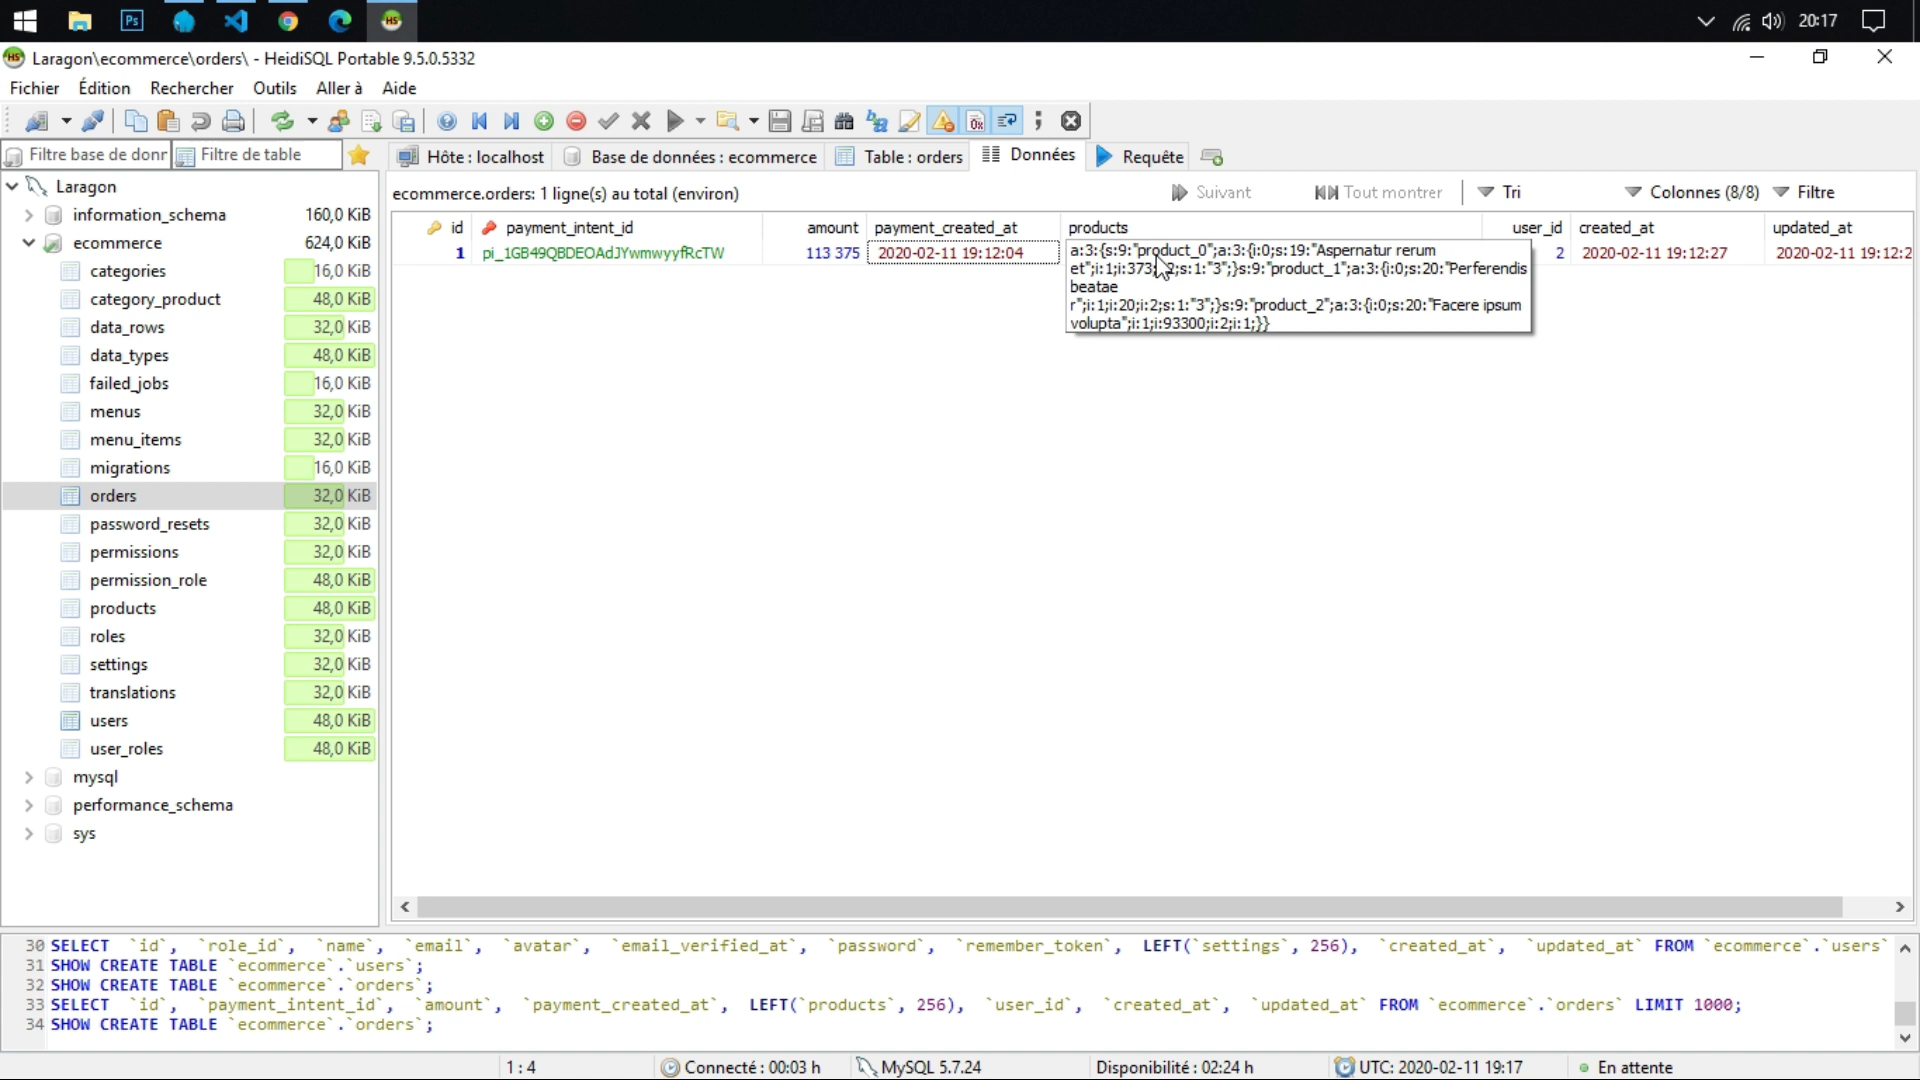 Ps
HS
20:17
HS Laragon\ecommerce\orders\ - HeidiSQL Portable 9.5.0.5332
Fichier Édition Rechercher Outils Aller à Aide
Filtre base de donr Filtre de table
Hôte : localhost Base de données : ecommerce Table : orders Données Requête
Laragon
information_schema 160,0 KiB
ecommerce 624,0 KiB
categories 16,0 KiB
category_product 48,0 KiB
data_rows 32,0 KiB
data_types 48,0 KiB
failed_jobs 16,0 KiB
menus 32,0 KiB
menu_items 32,0 KiB
migrations 16,0 KiB
orders 32,0 KiB
password_resets 32,0 KiB
permissions 32,0 KiB
permission_role 48,0 KiB
products 48,0 KiB
roles 32,0 KiB
settings 32,0 KiB
translations 32,0 KiB
users 48,0 KiB
user_roles 48,0 KiB
mysql
performance_schema
sys
ecommerce.orders: 1 ligne(s) au total (environ) Suivant Tout montrer Tri Colonnes (8/8) Filtre
id payment_intent_id amount payment_created_at products user_id created_at updated_at
1 pi_1GB49QBDEOAdJYwmwyyfRcTW 113 375 2020-02-11 19:12:04 2 2020-02-11 19:12:27 2020-02-11 19:12:2
a:3:{s:9:"product_0";a:3:{i:0;s:19:"Aspernatur rerum
et";i:1;i:373 2;s:1:"3";}s:9:"product_1";a:3:{i:0;s:20:"Perferendis
beatae
r";i:1;i:20;i:2;s:1:"3";}s:9:"product_2";a:3:{i:0;s:20:"Facere ipsum
volupta";i:1;i:93300;i:2;i:1;}}
30 SELECT `id`, `role_id`, `name`, `email`, `avatar`, `email_verified_at`, `password`, `remember_token`, LEFT(`settings`, 256), `created_at`, `updated_at` FROM `ecommerce`.`users`
31 SHOW CREATE TABLE `ecommerce`.`users`;
32 SHOW CREATE TABLE `ecommerce`.`orders`;
33 SELECT `id`, `payment_intent_id`, `amount`, `payment_created_at`, LEFT(`products`, 256), `user_id`, `created_at`, `updated_at` FROM `ecommerce`.`orders` LIMIT 1000;
34 SHOW CREATE TABLE `ecommerce`.`orders`;
1 : 4 Connecté : 00:03 h MySQL 5.7.24 Disponibilité : 02:24 h UTC: 2020-02-11 19:17 En attente